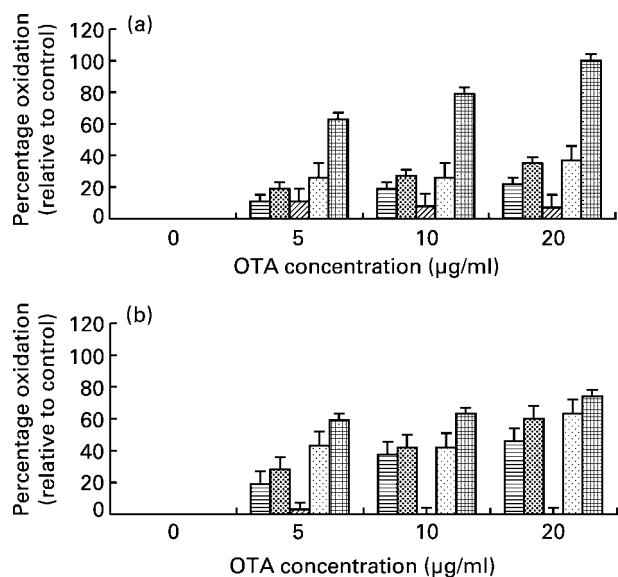 (a)
Percentage oxidation
(relative to control)
120
100
80
60
40
20
0
0 5 10 20
OTA concentration (µg/ml)
(b)
Percentage oxidation
(relative to control)
120
100
80
60
40
20
0
0 5 10 20
OTA concentration (µg/ml)